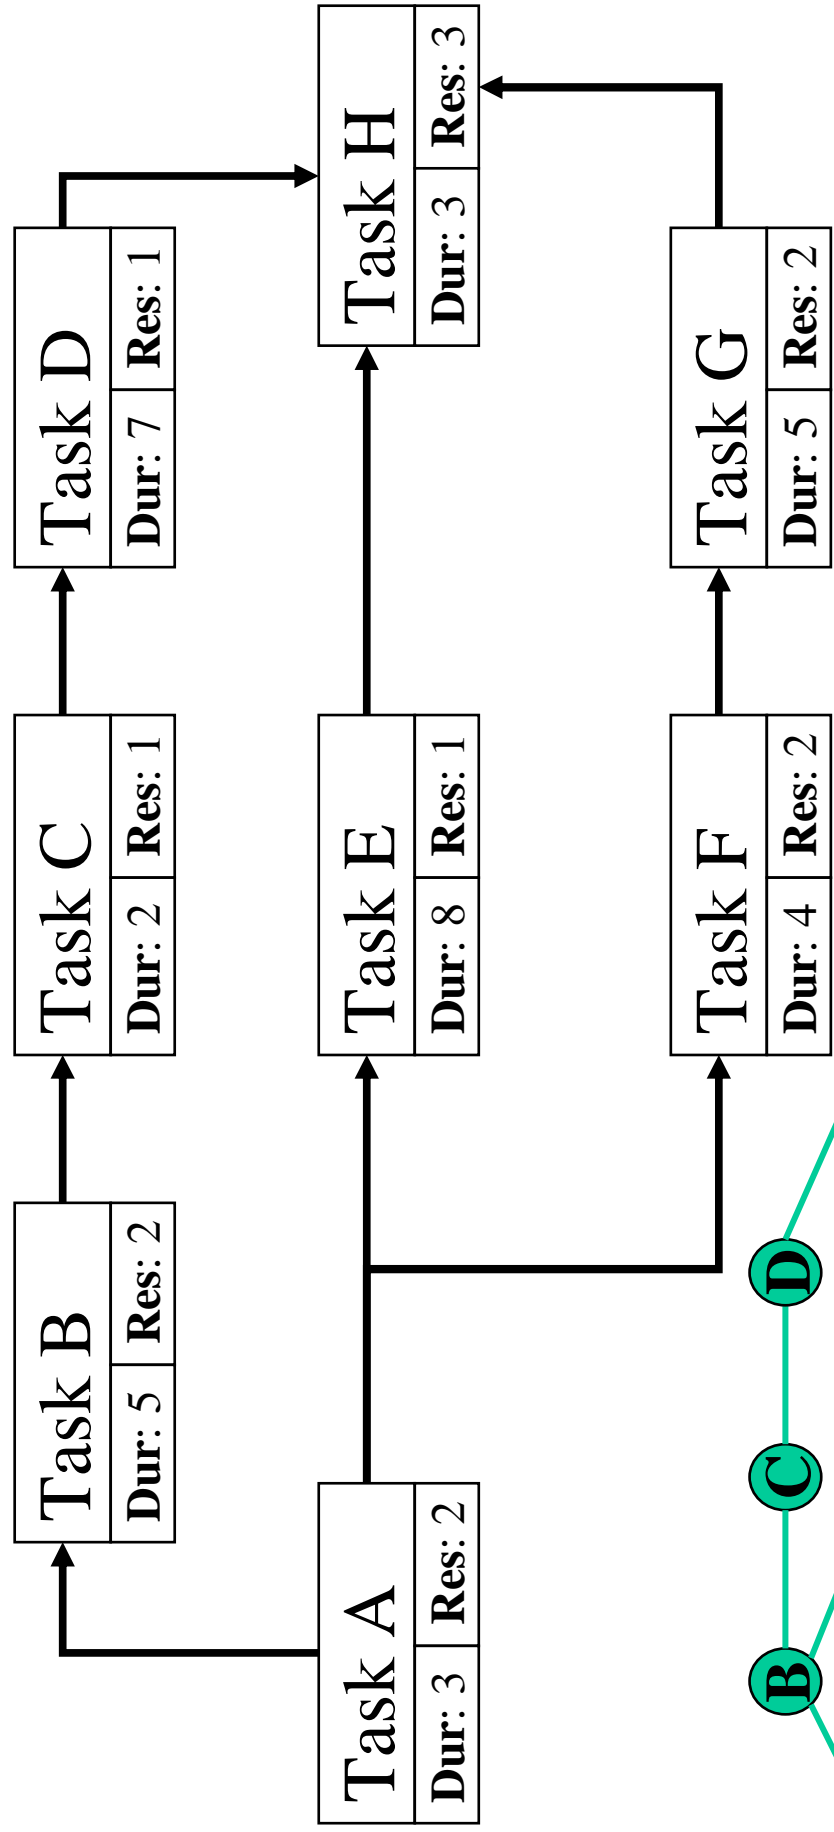 Task B
Dur: 5 Res: 2
Task C
Dur: 2 Res: 1
Task D
Dur: 7 Res: 1
Task A
Dur: 3 Res: 2
Task E
Dur: 8 Res: 1
Task H
Dur: 3 Res: 3
Task F
Dur: 4 Res: 2
Task G
Dur: 5 Res: 2
B C D